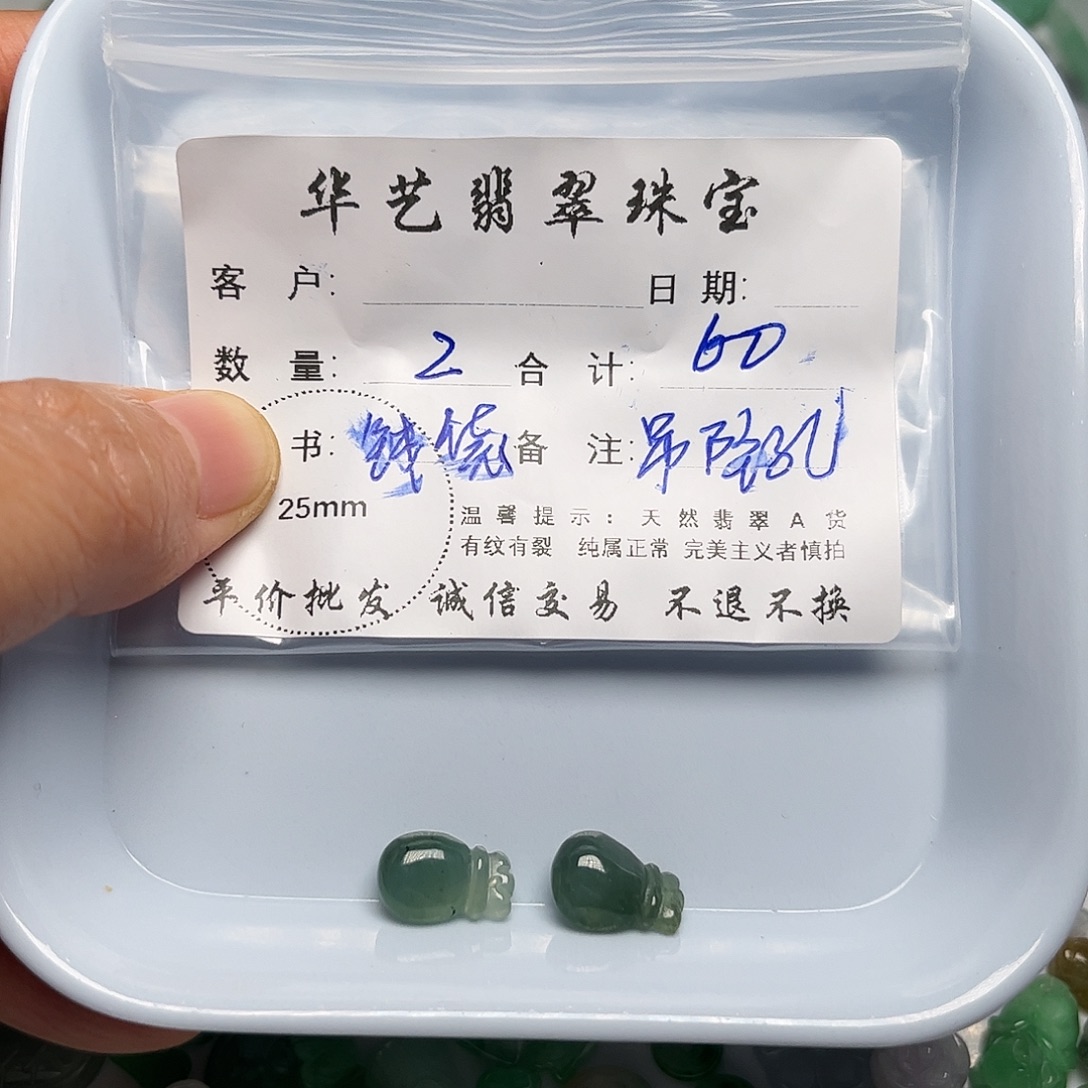 华艺翡翠珠宝
客 户: 日 期:
数 量: 2 合 计: 60
书: 备 注: 吊坠孔
25mm
温馨提示: 天然翡翠A货
有纹有裂 纯属正常 完美主义者慎拍
平价批发 诚信交易 不退不换